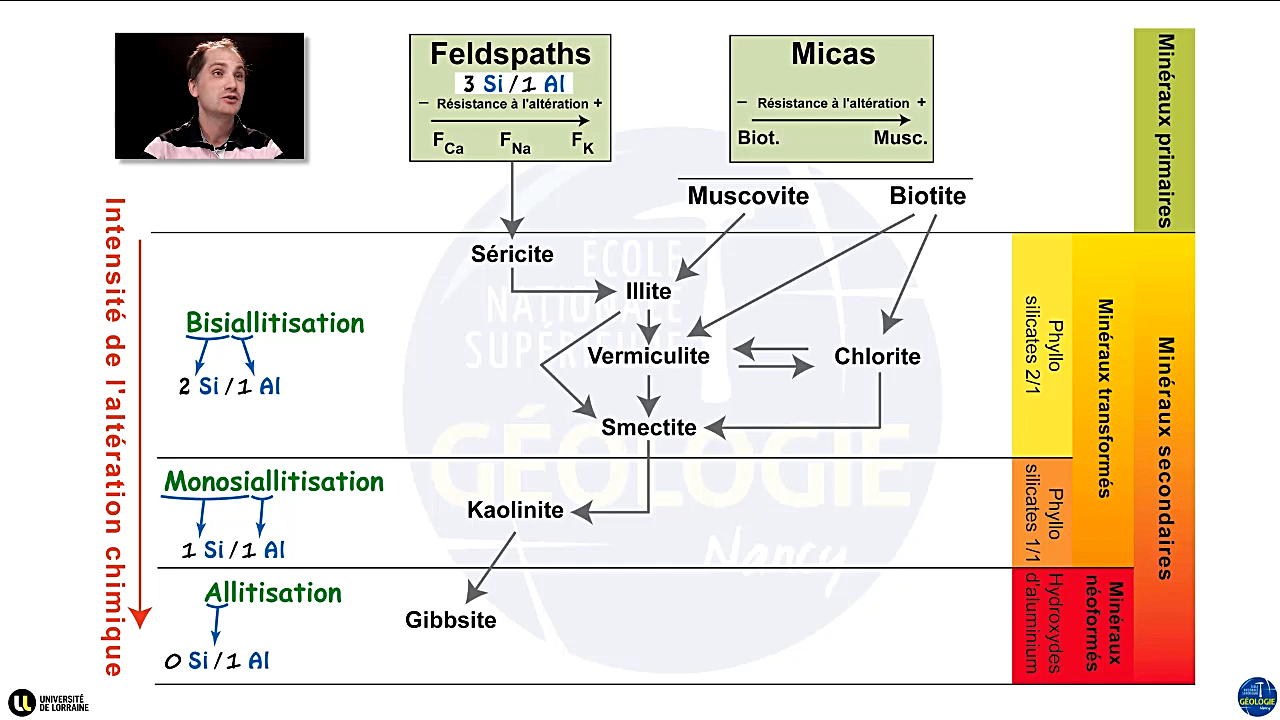 Feldspaths
3 Si / 1 Al
− Résistance à l'altération +
FCa FNa FK
Micas
− Résistance à l'altération +
Biot. Musc.
Minéraux primaires
Muscovite Biotite
Intensité de l'altération chimique
Séricite
Illite
Vermiculite
Chlorite
Smectite
Bisiallitisation
2 Si / 1 Al
Phyllo
silicates 2/1
Minéraux transformés
Minéraux secondaires
Monosiallitisation
1 Si / 1 Al
Kaolinite
Phyllo
silicates 1/1
Allitisation
0 Si / 1 Al
Gibbsite
Hydroxydes
d'aluminium
Minéraux
néoformés
ÉCOLE
NATIONALE
SUPÉRIEURE
GÉOLOGIE
Nancy
UNIVERSITÉ
DE LORRAINE
GÉOLOGIE
Nancy